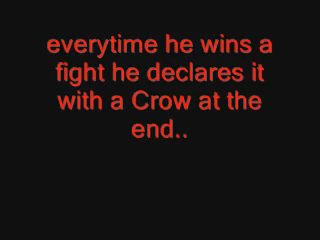 everytime he wins a
fight he declares it
with a Crow at the
end..